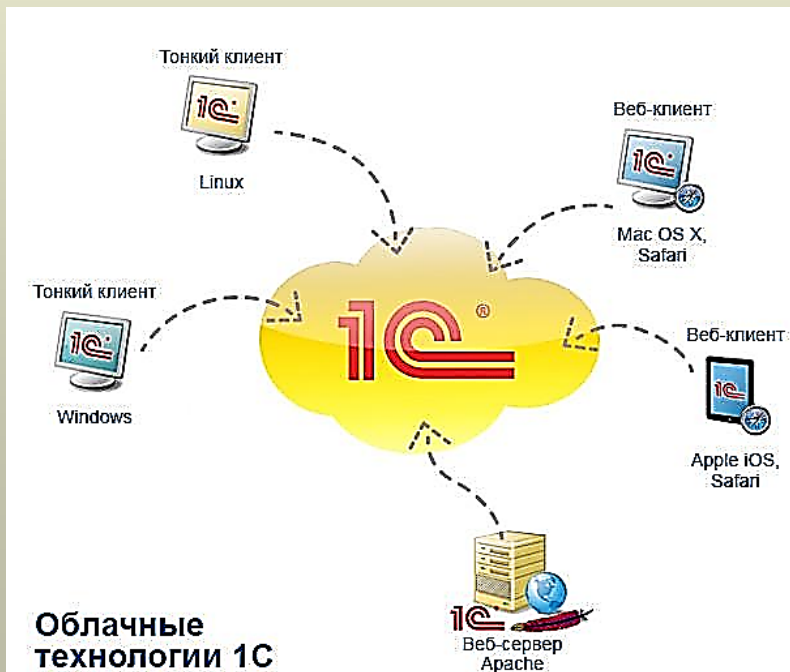 Тонкий клиент
1С
Linux
Веб-клиент
1С
Mac OS X,
Safari
Тонкий клиент
1С
Windows
1С®
Веб-клиент
1С
Apple iOS,
Safari
1С
Веб-сервер
Apache
Облачные
технологии 1С